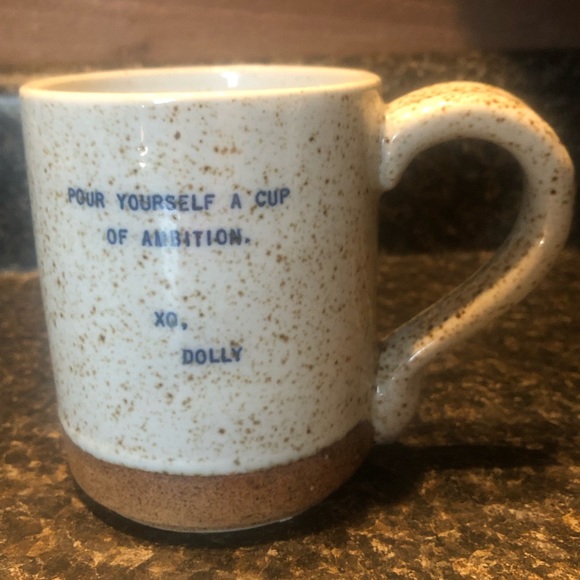 POUR YOURSELF A CUP
OF AMBITION.
XO,
DOLLY